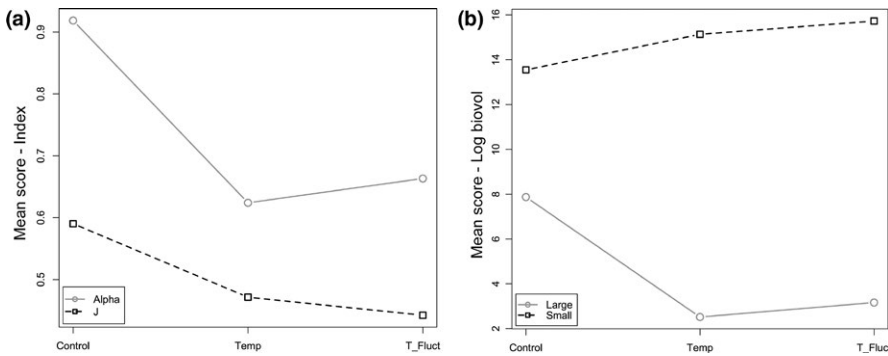 (a)
Mean score - Index
0.9
0.8
0.7
0.6
0.5
Alpha
J
Control
Temp
T_Fluct
(b)
Mean score - Log biovol
16
14
12
10
8
6
4
2
Large
Small
Control
Temp
T_Fluct